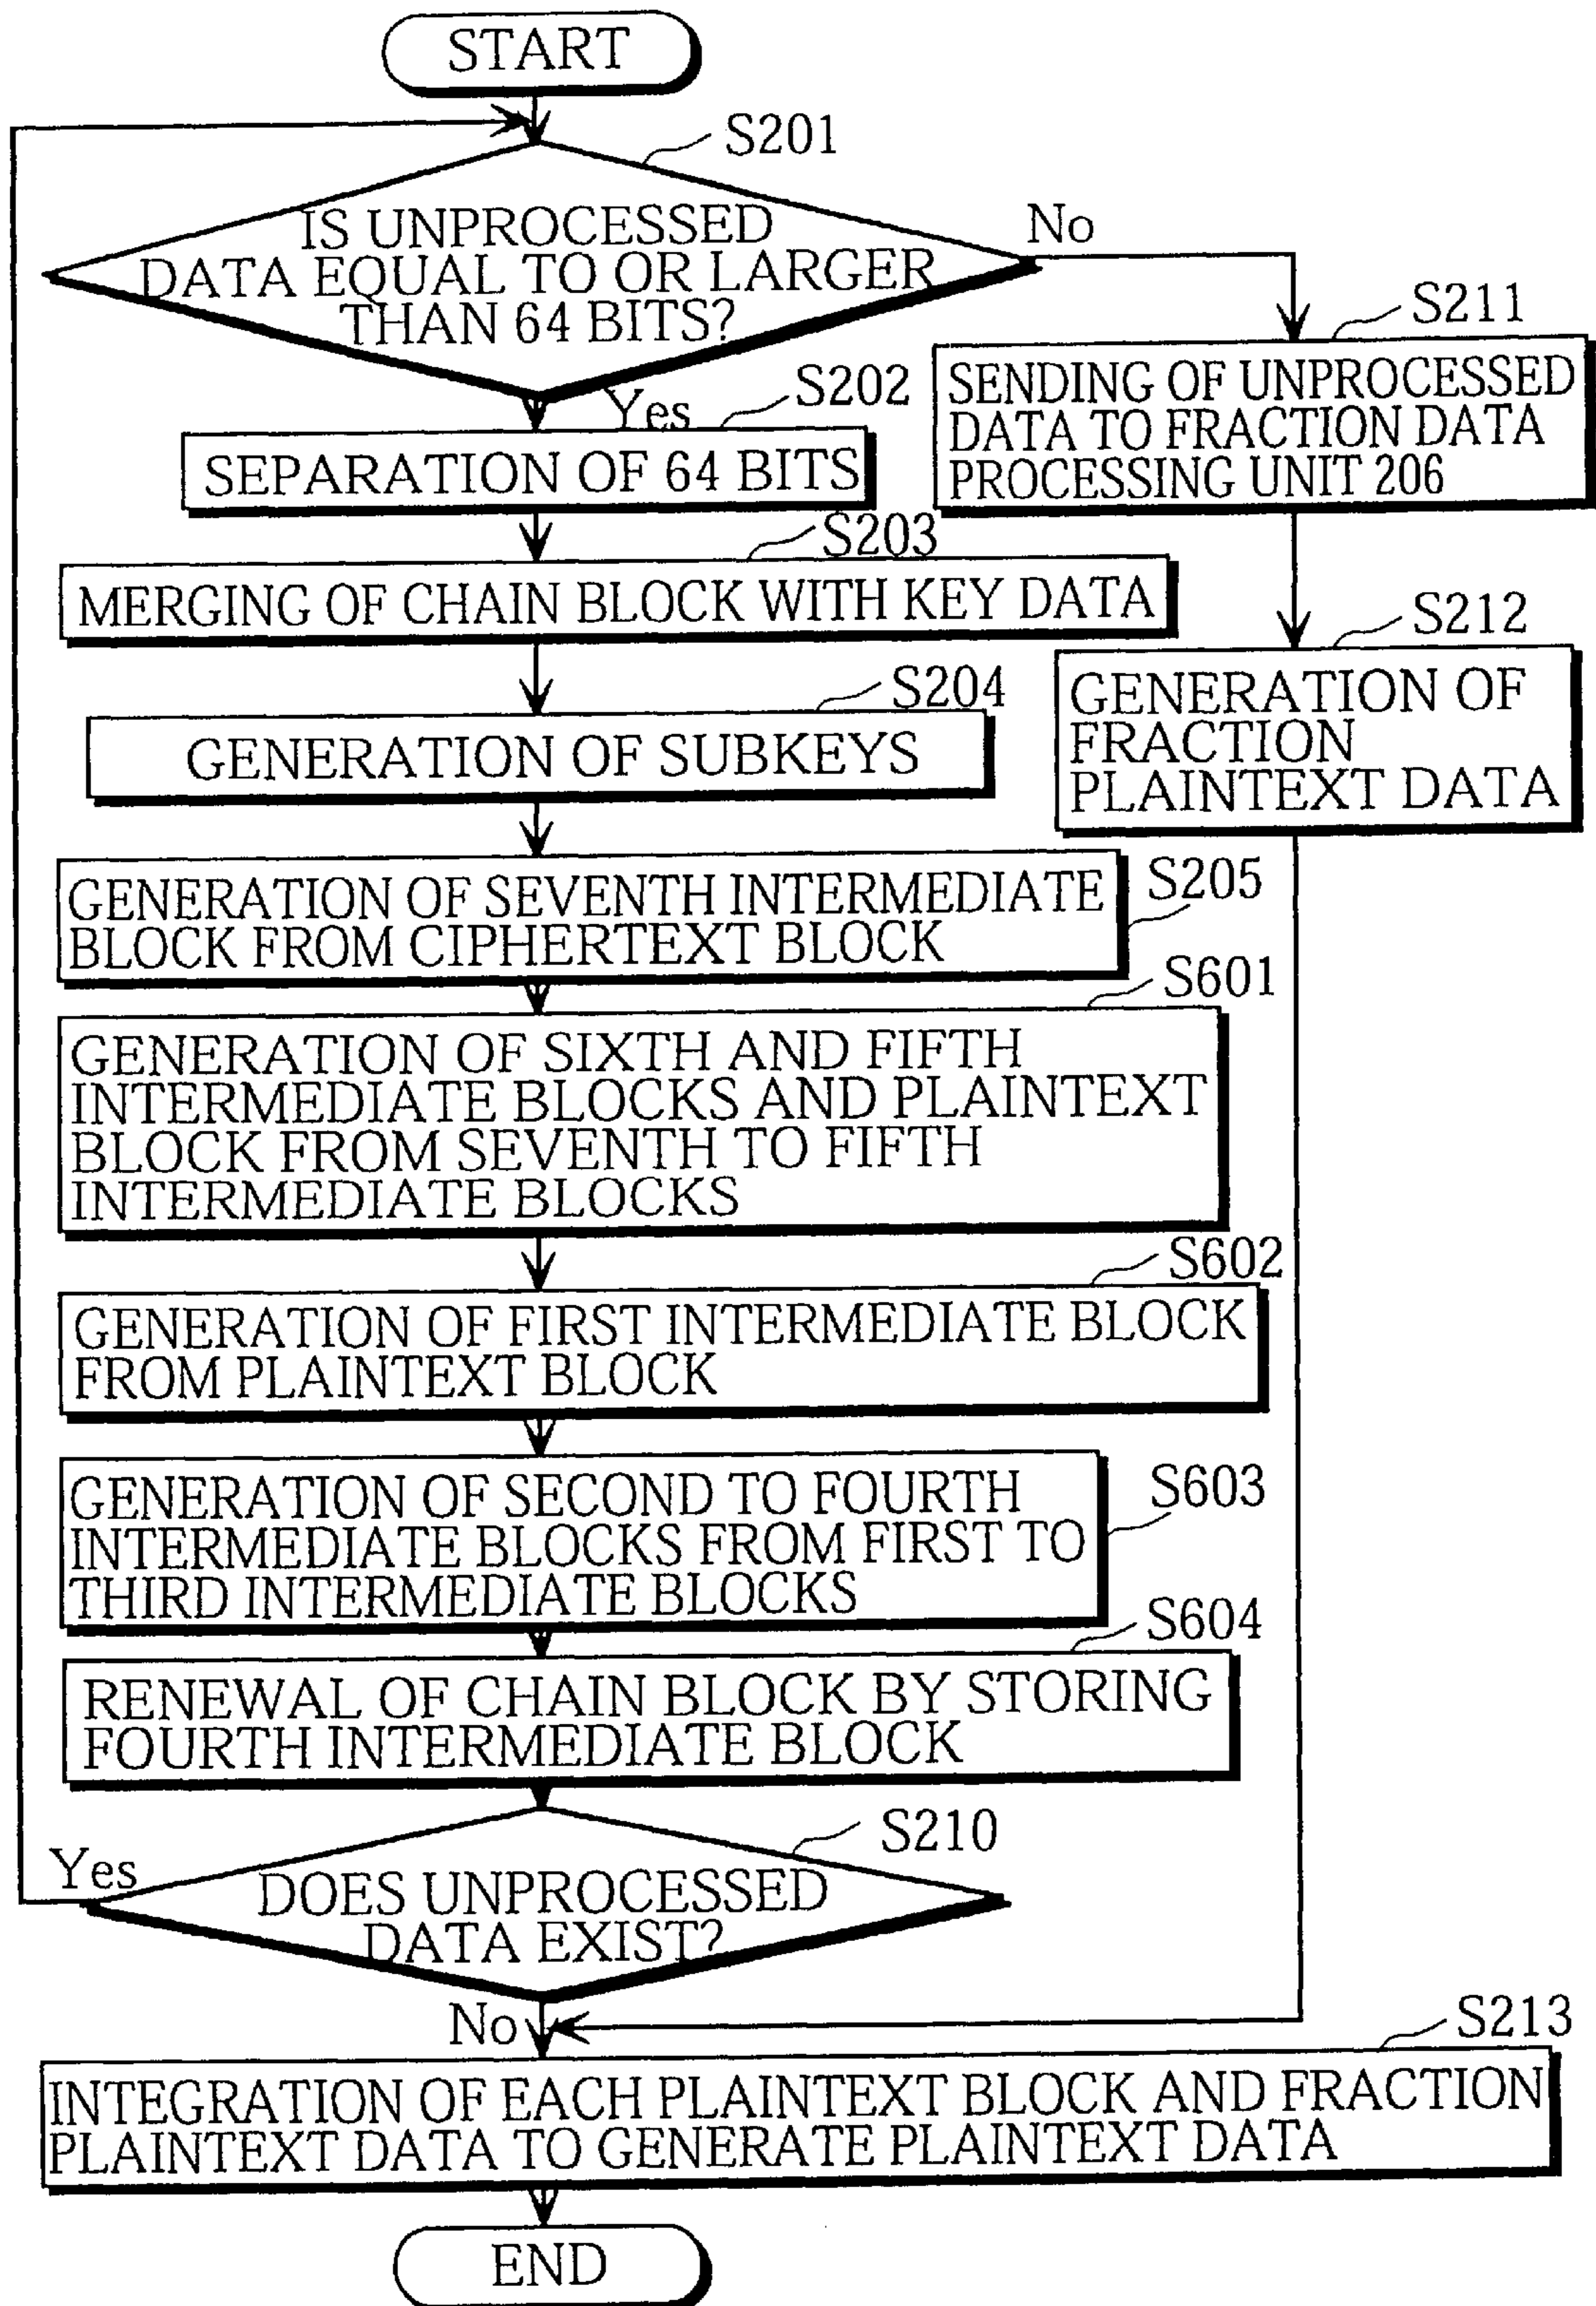 START
S201
IS UNPROCESSED
DATA EQUAL TO OR LARGER
THAN 64 BITS?
No
Yes
S211
SENDING OF UNPROCESSED
DATA TO FRACTION DATA
PROCESSING UNIT 206
S202
SEPARATION OF 64 BITS
S203
MERGING OF CHAIN BLOCK WITH KEY DATA
S212
GENERATION OF
FRACTION
PLAINTEXT DATA
S204
GENERATION OF SUBKEYS
S205
GENERATION OF SEVENTH INTERMEDIATE
BLOCK FROM CIPHERTEXT BLOCK
S601
GENERATION OF SIXTH AND FIFTH
INTERMEDIATE BLOCKS AND PLAINTEXT
BLOCK FROM SEVENTH TO FIFTH
INTERMEDIATE BLOCKS
S602
GENERATION OF FIRST INTERMEDIATE BLOCK
FROM PLAINTEXT BLOCK
S603
GENERATION OF SECOND TO FOURTH
INTERMEDIATE BLOCKS FROM FIRST TO
THIRD INTERMEDIATE BLOCKS
S604
RENEWAL OF CHAIN BLOCK BY STORING
FOURTH INTERMEDIATE BLOCK
S210
Yes
DOES UNPROCESSED
DATA EXIST?
No
S213
INTEGRATION OF EACH PLAINTEXT BLOCK AND FRACTION
PLAINTEXT DATA TO GENERATE PLAINTEXT DATA
END